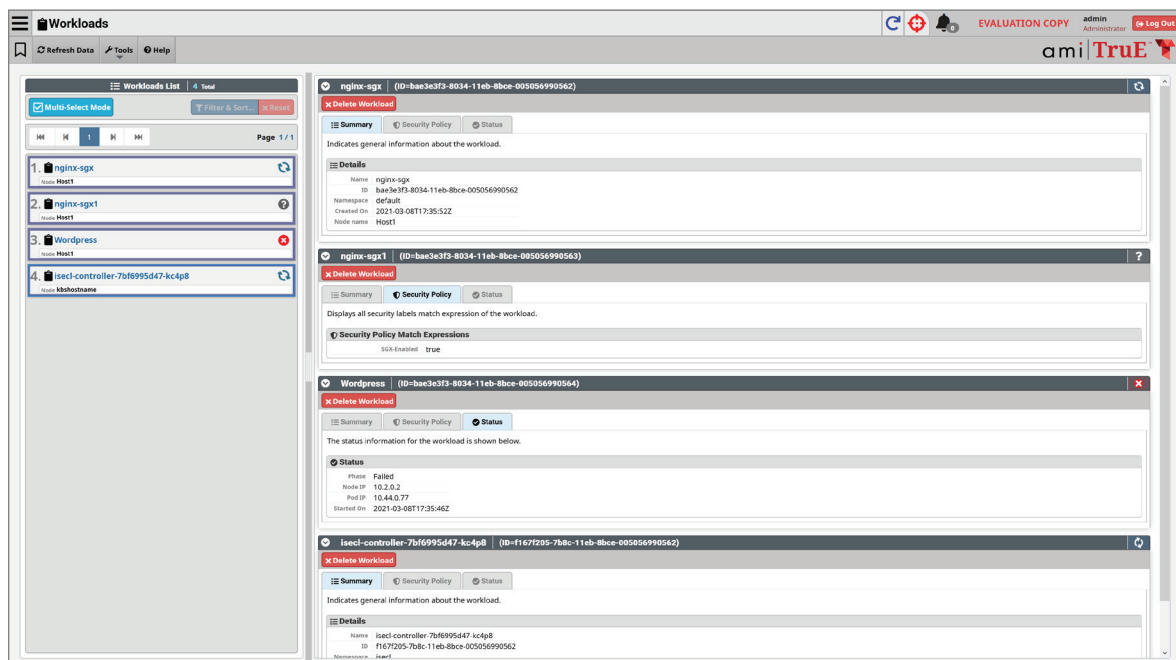 Workloads
0
EVALUATION COPY
admin
Administrator
Log Out
Refresh Data
Tools
Help
ami TruE
Workloads List | 4 Total
Multi-Select Mode
Filter & Sort...
Reset
1
Page 1 / 1
1. nginx-sgx
Node Host1
2. nginx-sgx1
Node Host1
3. Wordpress
Node Host1
4. isecl-controller-7bf6995d47-kc4p8
Node kbshostname
nginx-sgx | (ID=bae3e3f3-8034-11eb-8bce-005056990562)
Delete Workload
Summary
Security Policy
Status
Indicates general information about the workload.
Details
Name nginx-sgx
ID bae3e3f3-8034-11eb-8bce-005056990562
Namespace default
Created On 2021-03-08T17:35:52Z
Node name Host1
nginx-sgx1 | (ID=bae3e3f3-8034-11eb-8bce-005056990563)
Delete Workload
Summary
Security Policy
Status
Displays all security labels match expression of the workload.
Security Policy Match Expressions
SGX-Enabled true
Wordpress | (ID=bae3e3f3-8034-11eb-8bce-005056990564)
Delete Workload
Summary
Security Policy
Status
The status information for the workload is shown below.
Status
Phase Failed
Node IP 10.2.0.2
Pod IP 10.44.0.77
Started On 2021-03-08T17:35:46Z
isecl-controller-7bf6995d47-kc4p8 | (ID=f167f205-7b8c-11eb-8bce-005056990562)
Delete Workload
Summary
Security Policy
Status
Indicates general information about the workload.
Details
Name isecl-controller-7bf6995d47-kc4p8
ID f167f205-7b8c-11eb-8bce-005056990562
Namespace isecl